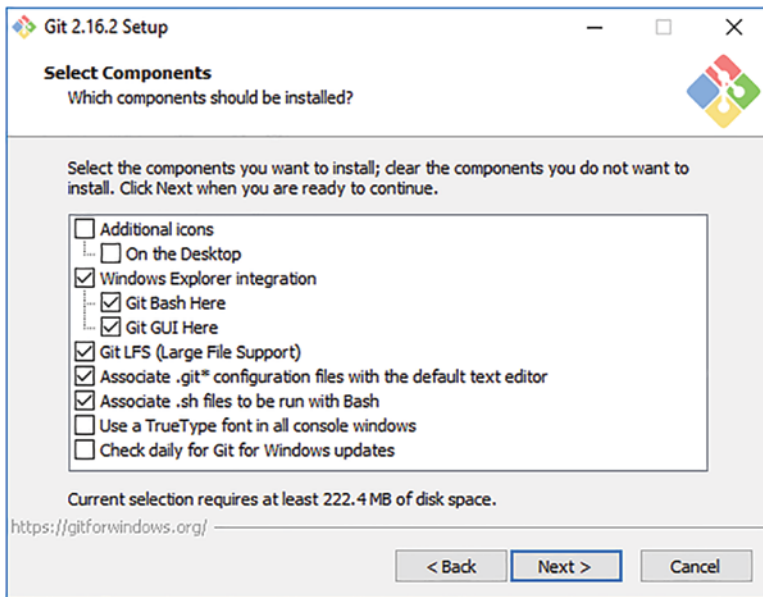 Git 2.16.2 Setup
Select Components
Which components should be installed?
Select the components you want to install; clear the components you do not want to
install. Click Next when you are ready to continue.
Additional icons
On the Desktop
Windows Explorer integration
Git Bash Here
Git GUI Here
Git LFS (Large File Support)
Associate .git* configuration files with the default text editor
Associate .sh files to be run with Bash
Use a TrueType font in all console windows
Check daily for Git for Windows updates
Current selection requires at least 222.4 MB of disk space.
https://gitforwindows.org/
< Back Next > Cancel